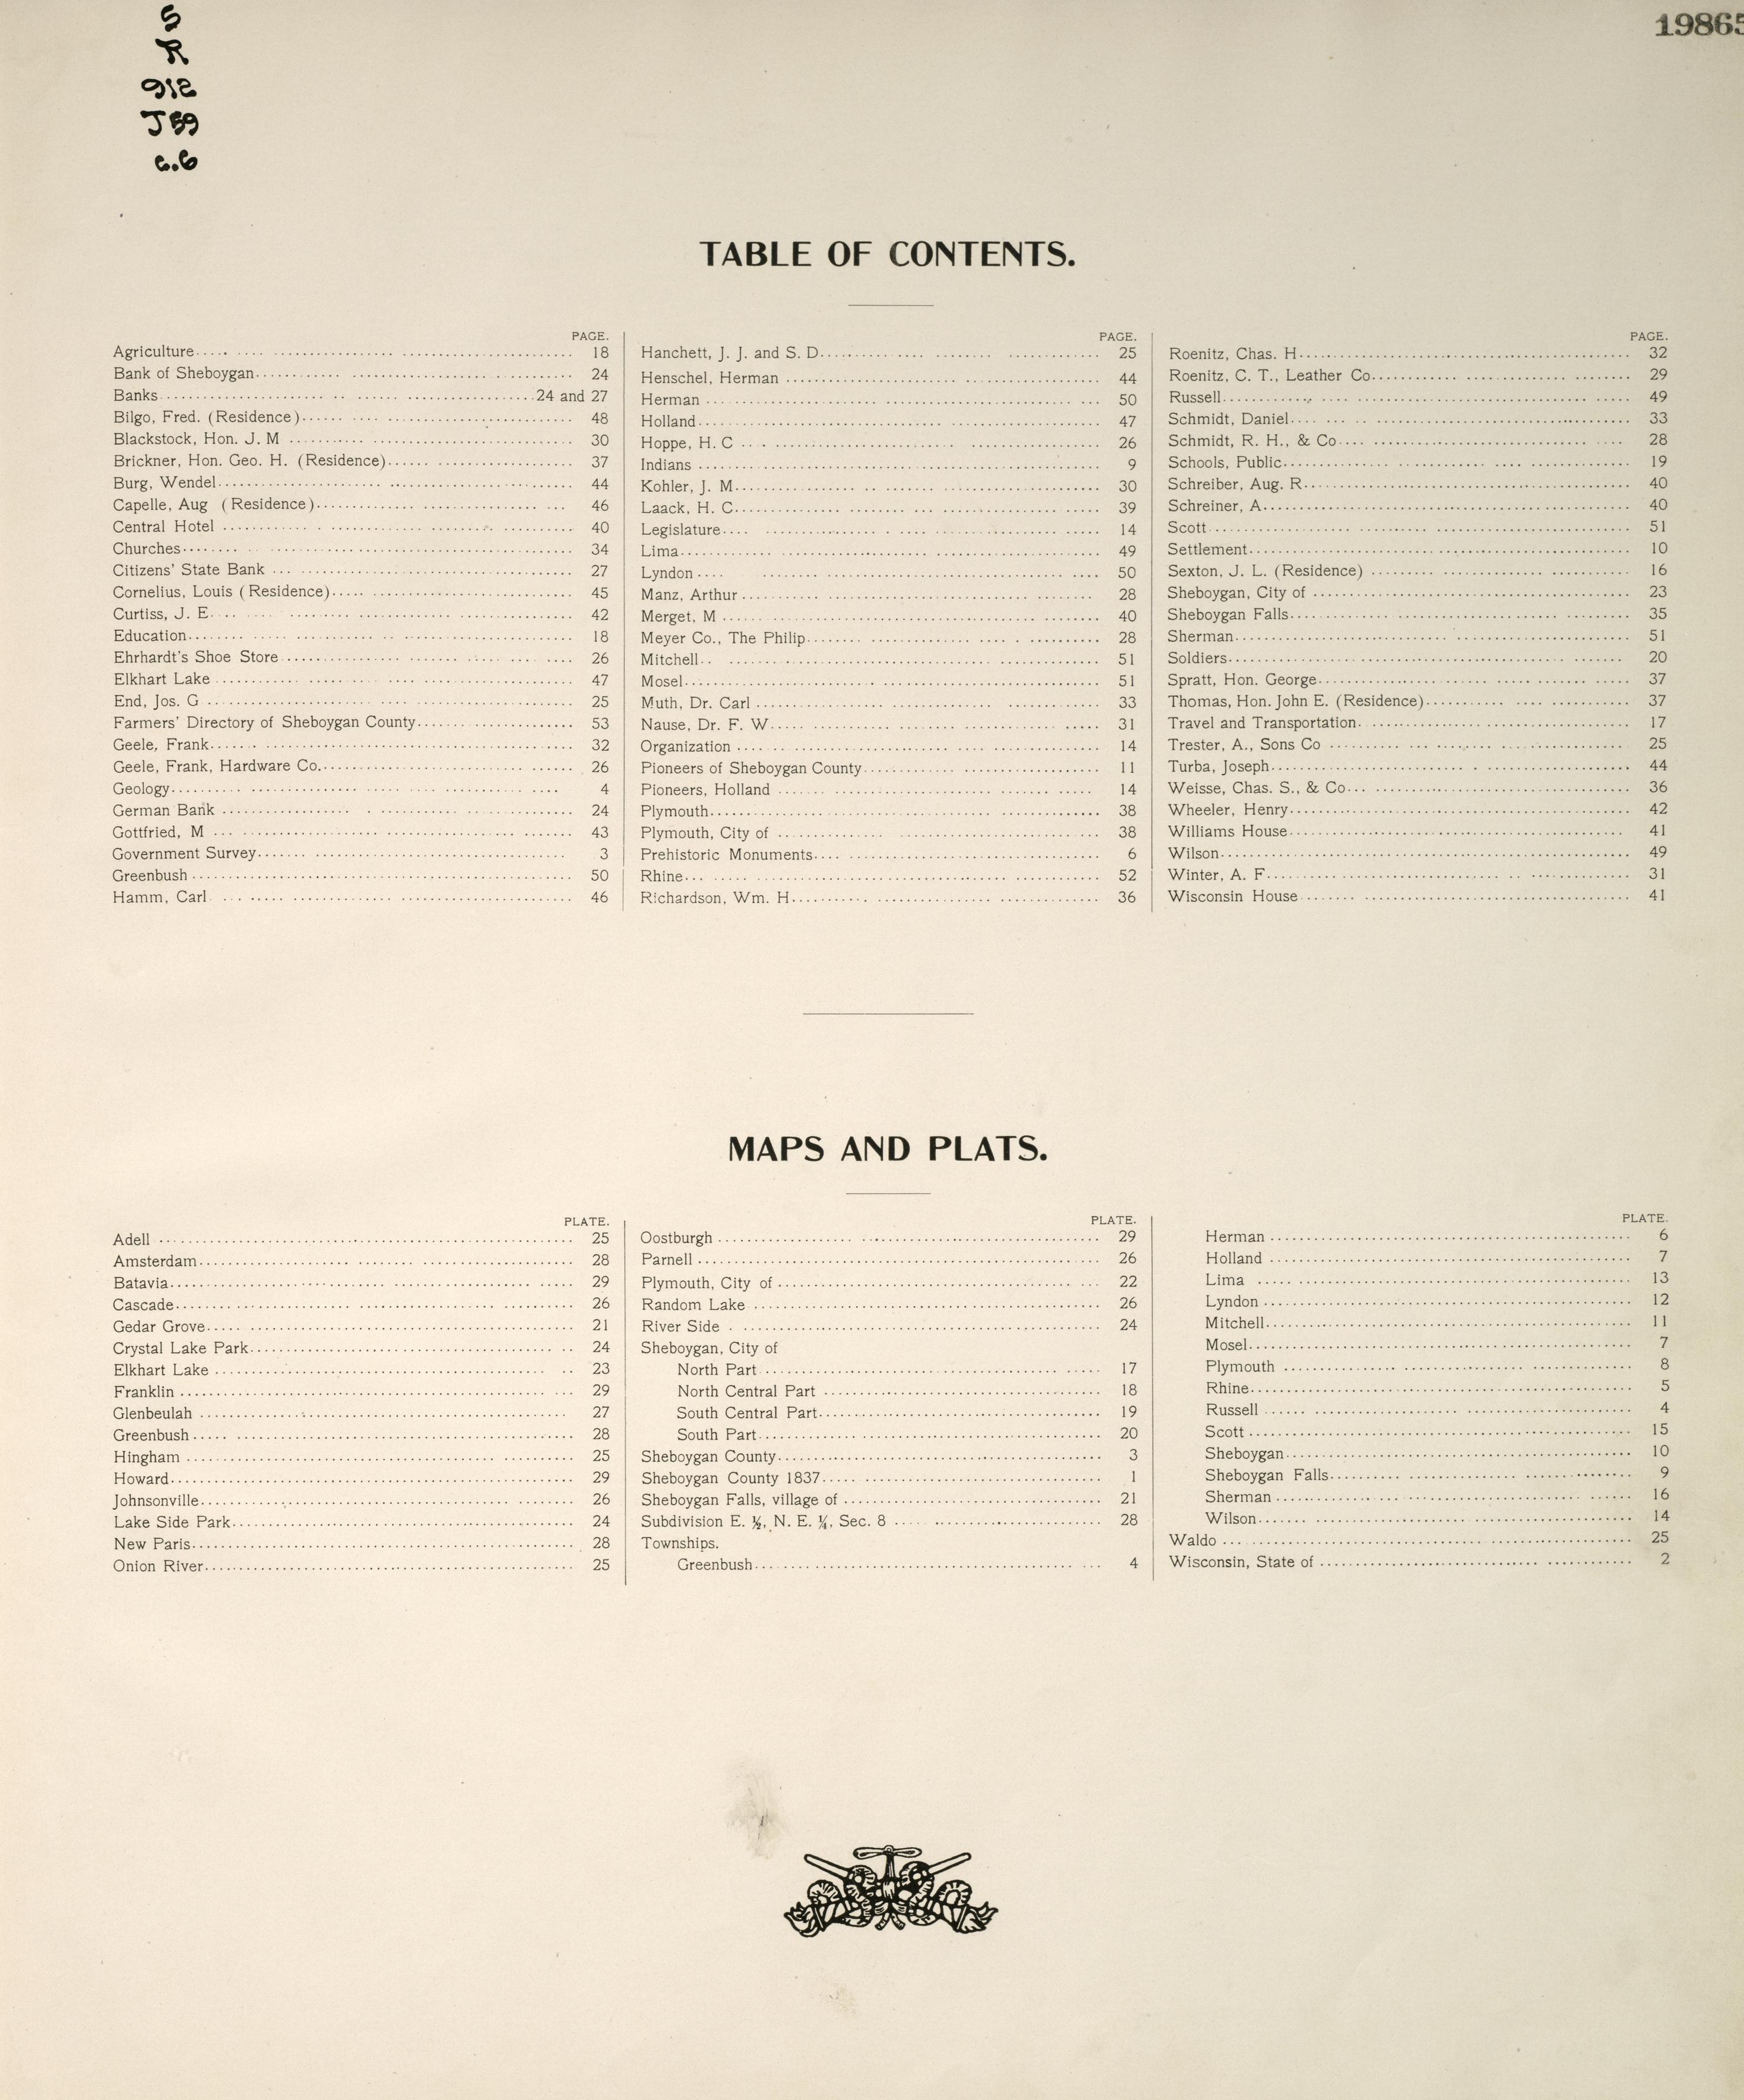 S
R
912
J59
c.6
19865
TABLE OF CONTENTS.
PAGE.
Agriculture 18
Bank of Sheboygan 24
Banks 24 and 27
Bilgo, Fred. (Residence) 48
Blackstock, Hon. J. M 30
Brickner, Hon. Geo. H. (Residence) 37
Burg, Wendel 44
Capelle, Aug (Residence) 46
Central Hotel 40
Churches 34
Citizens' State Bank 27
Cornelius, Louis (Residence) 45
Curtiss, J. E 42
Education 18
Ehrhardt's Shoe Store 26
Elkhart Lake 47
End, Jos. G 25
Farmers' Directory of Sheboygan County 53
Geele, Frank 32
Geele, Frank, Hardware Co. 26
Geology 4
German Bank 24
Gottfried, M 43
Government Survey 3
Greenbush 50
Hamm, Carl 46
PAGE.
Hanchett, J. J. and S. D 25
Henschel, Herman 44
Herman 50
Holland 47
Hoppe, H. C 26
Indians 9
Kohler, J. M 30
Laack, H. C 39
Legislature 14
Lima 49
Lyndon 50
Manz, Arthur 28
Merget, M 40
Meyer Co., The Philip 28
Mitchell 51
Mosel 51
Muth, Dr. Carl 33
Nause, Dr. F. W 31
Organization 14
Pioneers of Sheboygan County 11
Pioneers, Holland 14
Plymouth 38
Plymouth, City of 38
Prehistoric Monuments 6
Rhine 52
Richardson, Wm. H 36
PAGE.
Roenitz, Chas. H 32
Roenitz, C. T., Leather Co 29
Russell 49
Schmidt, Daniel 33
Schmidt, R. H., & Co 28
Schools, Public 19
Schreiber, Aug. R 40
Schreiner, A 40
Scott 51
Settlement 10
Sexton, J. L. (Residence) 16
Sheboygan, City of 23
Sheboygan Falls 35
Sherman 51
Soldiers 20
Spratt, Hon. George 37
Thomas, Hon. John E. (Residence) 37
Travel and Transportation 17
Trester, A., Sons Co 25
Turba, Joseph 44
Weisse, Chas. S., & Co 36
Wheeler, Henry 42
Williams House 41
Wilson 49
Winter, A. F 31
Wisconsin House 41
MAPS AND PLATS.
PLATE.
Adell 25
Amsterdam 28
Batavia 29
Cascade 26
Gedar Grove 21
Crystal Lake Park 24
Elkhart Lake 23
Franklin 29
Glenbeulah 27
Greenbush 28
Hingham 25
Howard 29
Johnsonville 26
Lake Side Park 24
New Paris 28
Onion River 25
PLATE.
Oostburgh 29
Parnell 26
Plymouth, City of 22
Random Lake 26
River Side 24
Sheboygan, City of
North Part 17
North Central Part 18
South Central Part 19
South Part 20
Sheboygan County 3
Sheboygan County 1837 1
Sheboygan Falls, village of 21
Subdivision E. ½, N. E. ¼, Sec. 8 28
Townships.
Greenbush 4
PLATE.
Herman 6
Holland 7
Lima 13
Lyndon 12
Mitchell 11
Mosel 7
Plymouth 8
Rhine 5
Russell 4
Scott 15
Sheboygan 10
Sheboygan Falls 9
Sherman 16
Wilson 14
Waldo 25
Wisconsin, State of 2